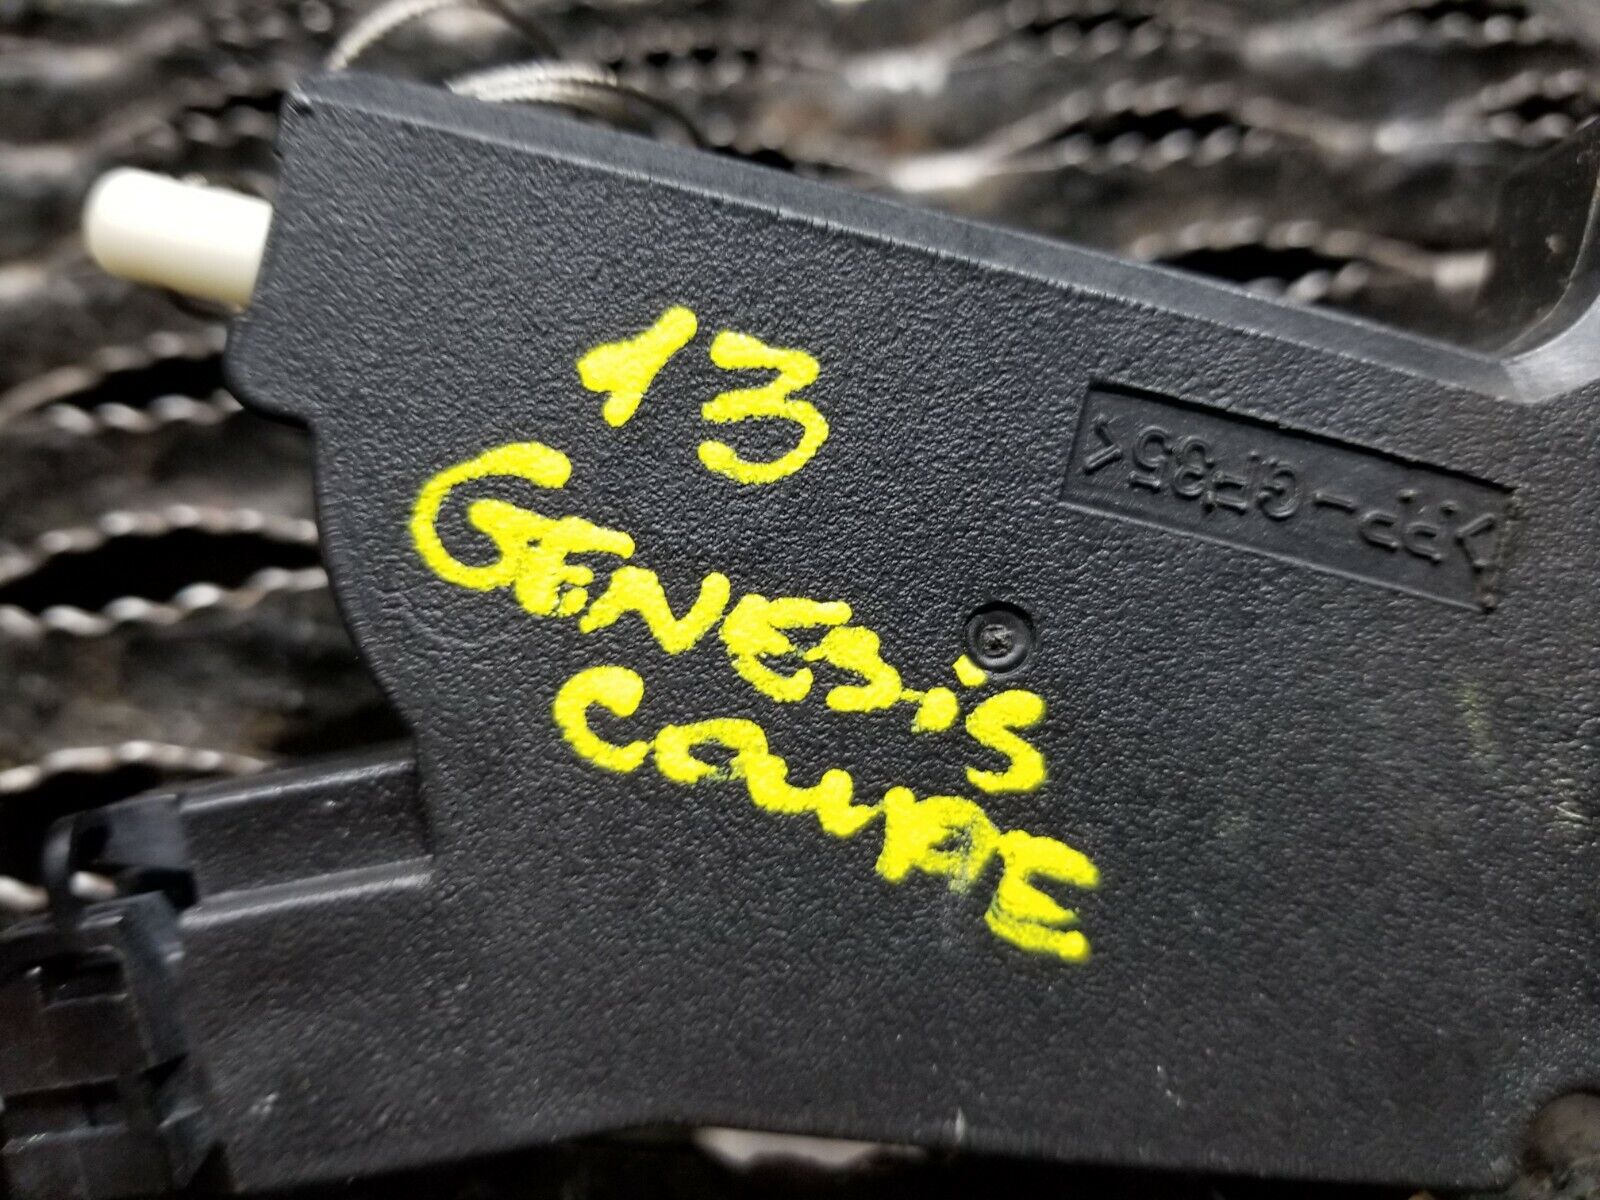 13
GENESiS
COUPE
>PP-GF35<